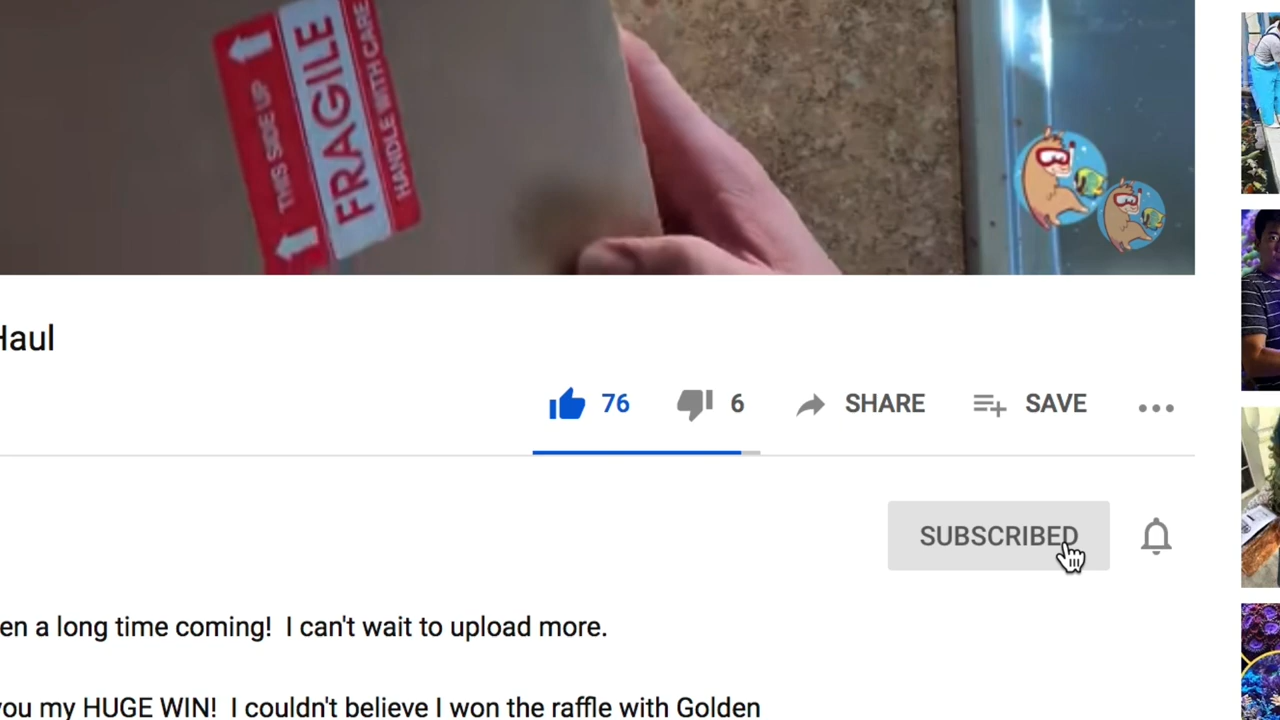 THIS SIDE UP
FRAGILE
HANDLE WITH CARE
Haul
76
6
SHARE
SAVE
SUBSCRIBED
en a long time coming!  I can't wait to upload more.
you my HUGE WIN!  I couldn't believe I won the raffle with Golden